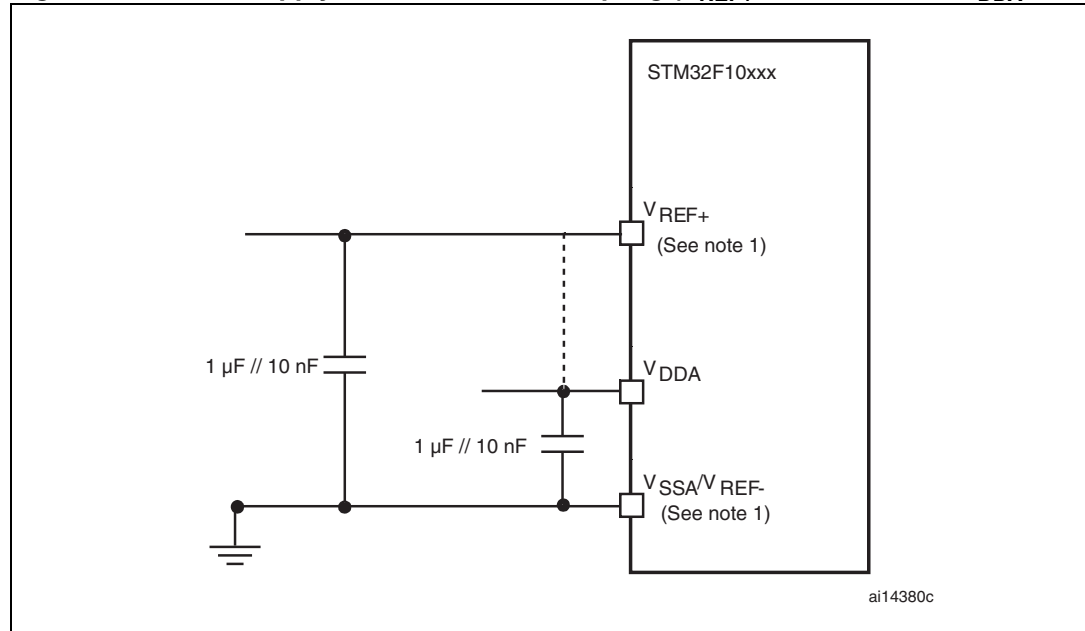 STM32F10xxx
VREF+
(See note 1)
1 µF // 10 nF
VDDA
1 µF // 10 nF
VSSA/VREF-
(See note 1)
ai14380c